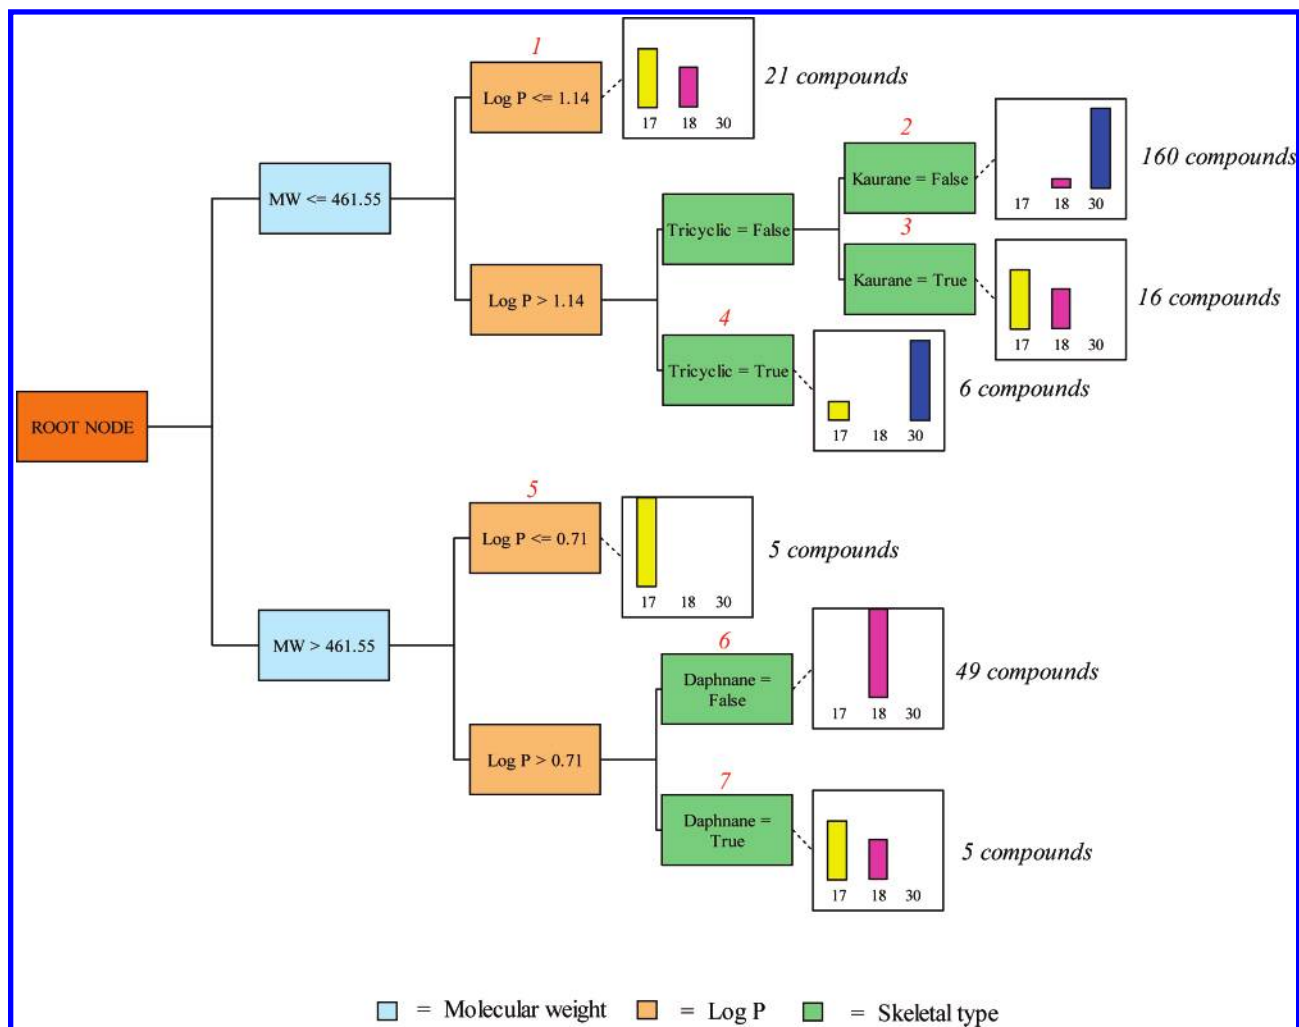 1
Log P <= 1.14
17 18 30
21 compounds
2
Kaurane = False
17 18 30
160 compounds
MW <= 461.55
Tricyclic = False
3
Kaurane = True
17 18 30
16 compounds
Log P > 1.14
4
Tricyclic = True
17 18 30
6 compounds
ROOT NODE
5
Log P <= 0.71
17 18 30
5 compounds
MW > 461.55
6
Daphnane =
False
17 18 30
49 compounds
Log P > 0.71
7
Daphnane =
True
17 18 30
5 compounds
= Molecular weight = Log P = Skeletal type